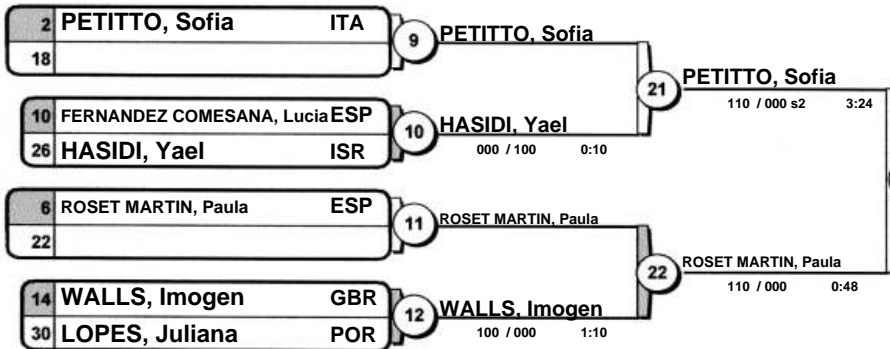 2 PETITTO, Sofia ITA
18
9 PETITTO, Sofia
10 FERNANDEZ COMESANA, Lucia ESP
26 HASIDI, Yael ISR
10 HASIDI, Yael
000 / 100 0:10
21 PETITTO, Sofia
110 / 000 s2 3:24
6 ROSET MARTIN, Paula ESP
22
11 ROSET MARTIN, Paula
14 WALLS, Imogen GBR
30 LOPES, Juliana POR
12 WALLS, Imogen
100 / 000 1:10
22 ROSET MARTIN, Paula
110 / 000 0:48